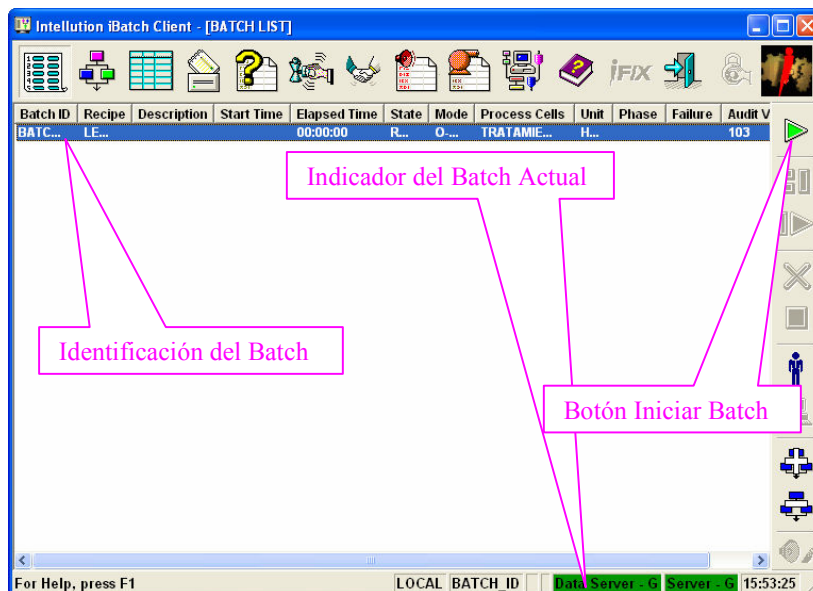 Intellution iBatch Client - [BATCH LIST]
iFIX
Batch ID Recipe Description Start Time Elapsed Time State Mode Process Cells Unit Phase Failure Audit V
BATC... LE... 00:00:00 R... O-... TRATAMIE... H... 103
Indicador del Batch Actual
Identificación del Batch
Botón Iniciar Batch
For Help, press F1 LOCAL BATCH_ID Data Server - G Server - G 15:53:25